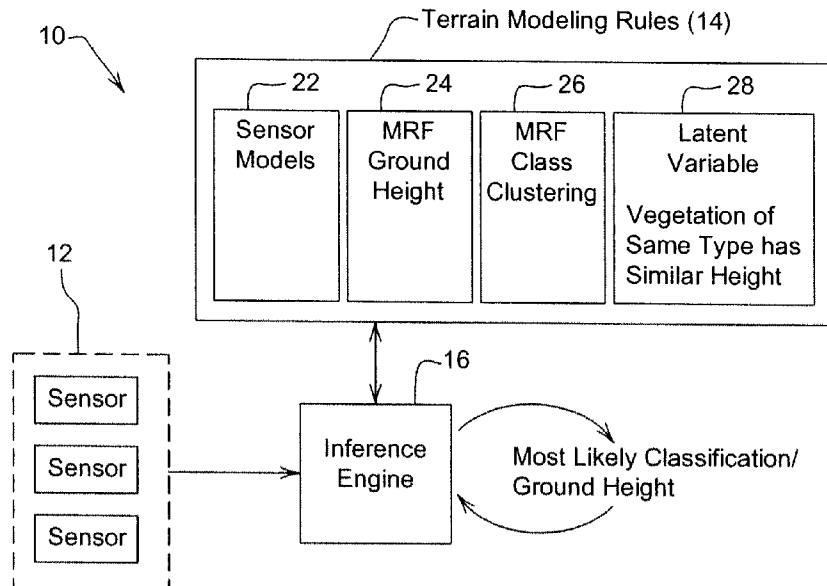 Terrain Modeling Rules (14)
10
22
24
26
28
Sensor
Models
MRF
Ground
Height
MRF
Class
Clustering
Latent
Variable
Vegetation of
Same Type has
Similar Height
12
Sensor
Sensor
Sensor
16
Inference
Engine
Most Likely Classification/
Ground Height